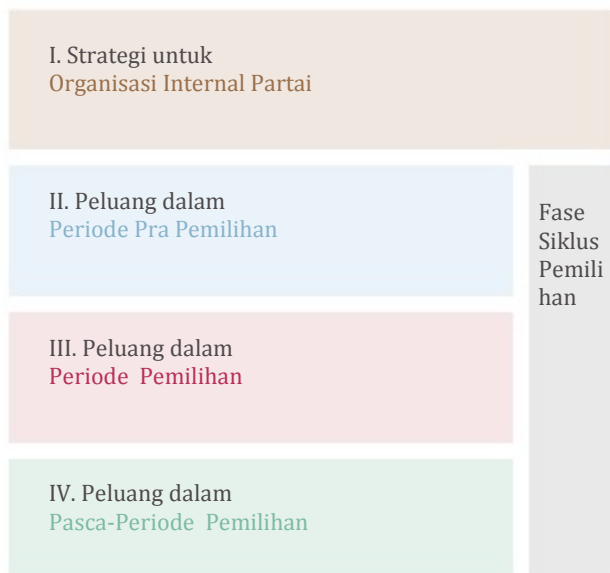 I. Strategi untuk
Organisasi Internal Partai
II. Peluang dalam
Periode Pra Pemilihan
Fase
Siklus
Pemili
han
III. Peluang dalam
Periode Pemilihan
IV. Peluang dalam
Pasca-Periode Pemilihan